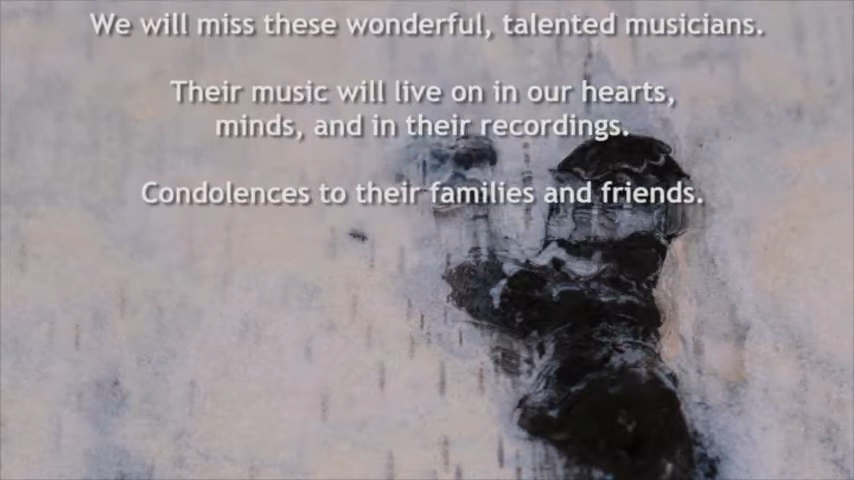 We will miss these wonderful, talented musicians.
Their music will live on in our hearts,
minds, and in their recordings.
Condolences to their families and friends.